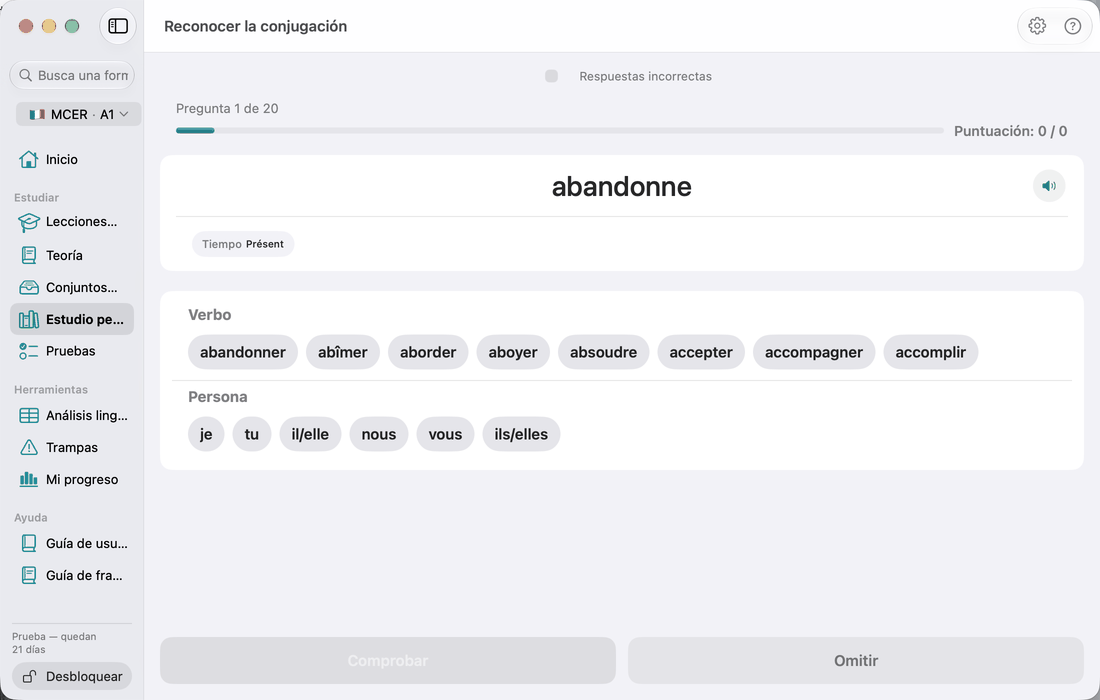 Reconocer la conjugación
Busca una forn
MCER · A1
Inicio
Estudiar
Lecciones...
Teoría
Conjuntos...
Estudio pe...
Pruebas
Herramientas
Análisis ling...
Trampas
Mi progreso
Ayuda
Guía de usu...
Guía de fra...
Prueba — quedan
21 días
Desbloquear
Respuestas incorrectas
Pregunta 1 de 20
Puntuación: 0 / 0
abandonne
Tiempo Présent
Verbo
abandonner abîmer aborder aboyer absoudre accepter accompagner accomplir
Persona
je tu il/elle nous vous ils/elles
Comprobar Omitir